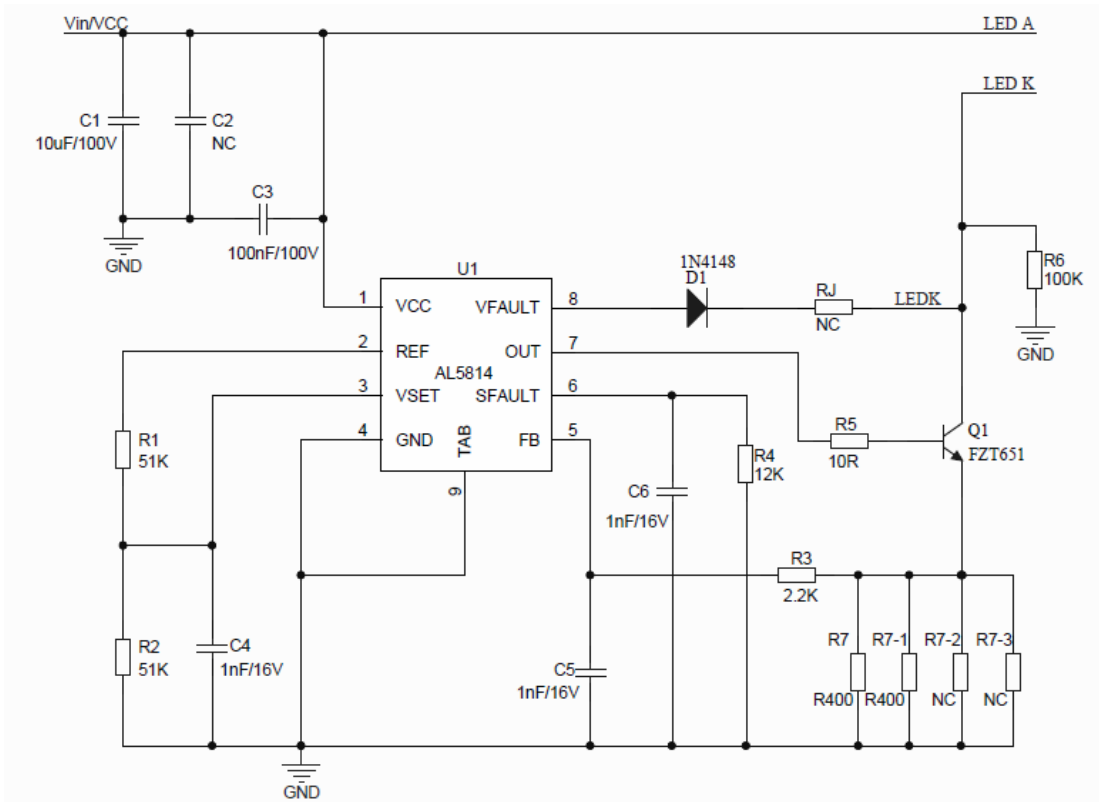 Vin/VCC
LED A
LED K
C1
10uF/100V
C2
NC
C3
100nF/100V
GND
R6
100K
GND
U1
1N4148
D1
RJ
NC
LEDK
1
VCC
VFAULT
8
2
REF
OUT
7
AL5814
3
VSET
SFAULT
6
4
GND
TAB
FB
5
9
R5
10R
Q1
FZT651
R1
51K
R4
12K
C6
1nF/16V
R3
2.2K
R2
51K
C4
1nF/16V
C5
1nF/16V
R7
R7-1
R7-2
R7-3
R400
R400
NC
NC
GND